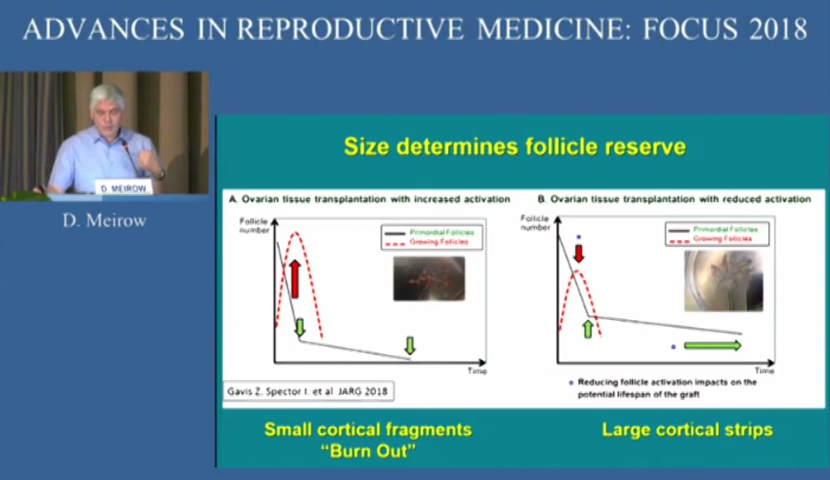 ADVANCES IN REPRODUCTIVE MEDICINE: FOCUS 2018
D. MEIROW
D. Meirow
Size determines follicle reserve
A. Ovarian tissue transplantation with increased activation
Follicle
number
Primordial Follicles
Growing Follicles
Time
Gavis Z, Spector I. et al JARG 2018
B. Ovarian tissue transplantation with reduced activation
Follicle
number
Primordial Follicles
Growing Follicles
Time
Reducing follicle activation impacts on the
potential lifespan of the graft
Small cortical fragments
“Burn Out”
Large cortical strips